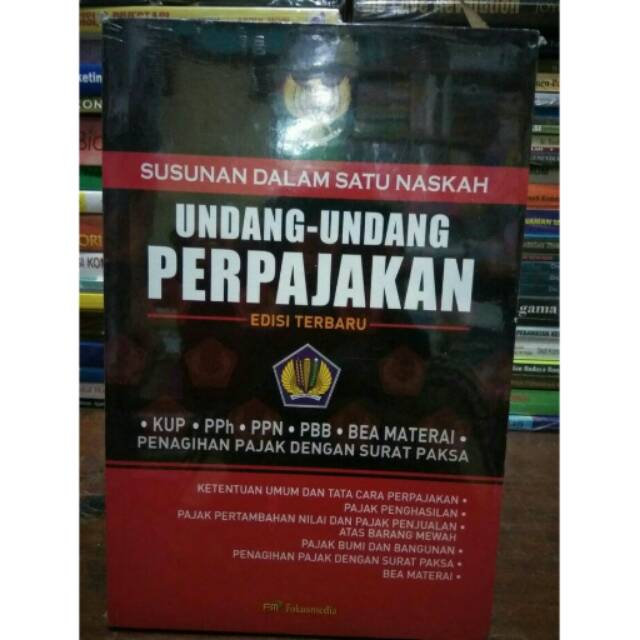 SUSUNAN DALAM SATU NASKAH
UNDANG-UNDANG
PERPAJAKAN
EDISI TERBARU
• KUP • PPh • PPN • PBB • BEA MATERAI •
PENAGIHAN PAJAK DENGAN SURAT PAKSA
KETENTUAN UMUM DAN TATA CARA PERPAJAKAN •
PAJAK PENGHASILAN •
PAJAK PERTAMBAHAN NILAI DAN PAJAK PENJUALAN •
ATAS BARANG MEWAH
PAJAK BUMI DAN BANGUNAN •
PENAGIHAN PAJAK DENGAN SURAT PAKSA •
BEA MATERAI •
FM Fokusmedia
gama